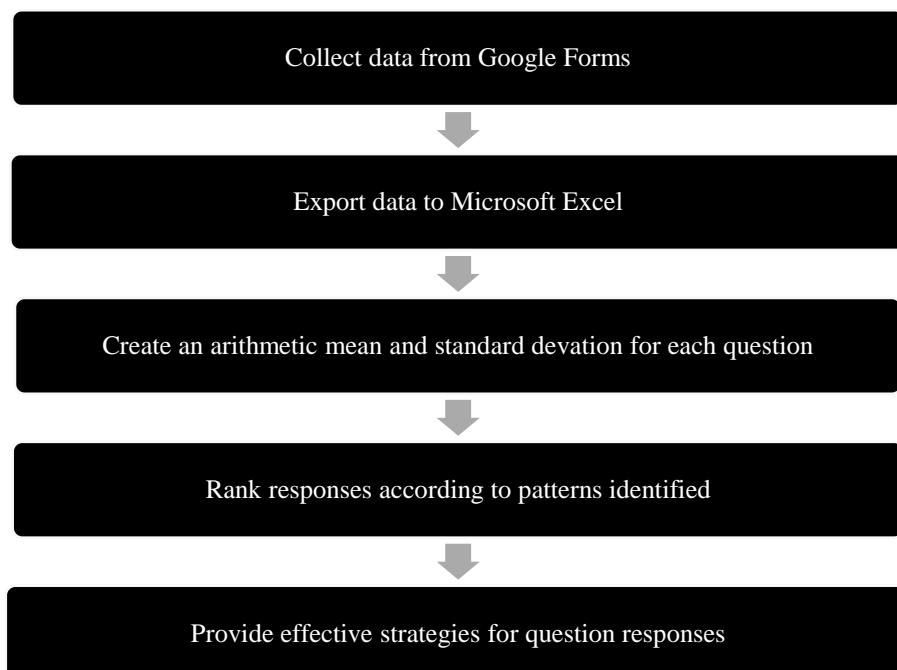 Collect data from Google Forms
Export data to Microsoft Excel
Create an arithmetic mean and standard devation for each question
Rank responses according to patterns identified
Provide effective strategies for question responses